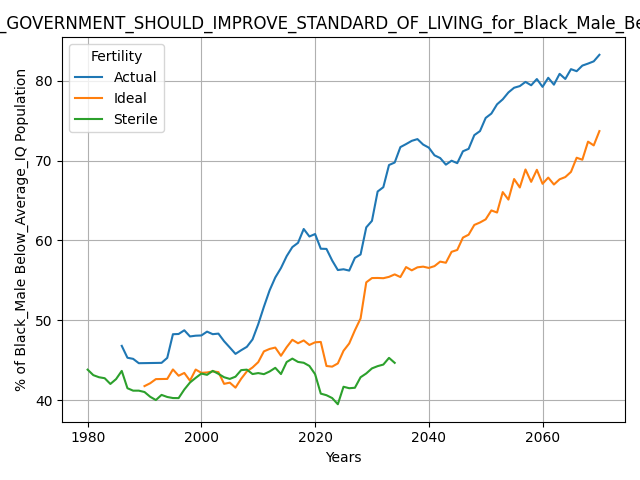 _GOVERNMENT_SHOULD_IMPROVE_STANDARD_OF_LIVING_for_Black_Male_Be
Fertility
Actual
Ideal
Sterile
% of Black_Male Below_Average_IQ Population
80
70
60
50
40
1980
2000
2020
2040
2060
Years